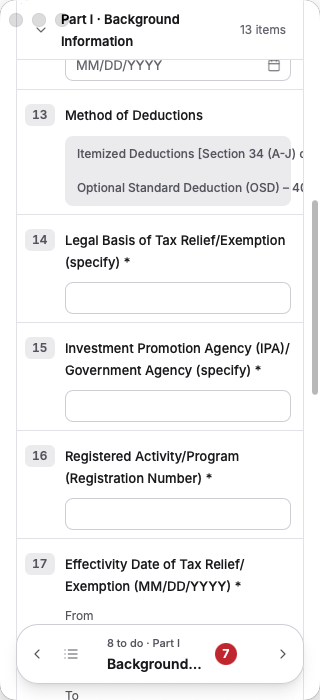 Part I · Background
Information
13 items
MM/DD/YYYY
13
Method of Deductions
Itemized Deductions [Section 34 (A-J)
Optional Standard Deduction (OSD) – 40
14
Legal Basis of Tax Relief/Exemption
(specify) *
15
Investment Promotion Agency (IPA)/
Government Agency (specify) *
16
Registered Activity/Program
(Registration Number) *
17
Effectivity Date of Tax Relief/
Exemption (MM/DD/YYYY) *
From
8 to do · Part I
Background...
7
To